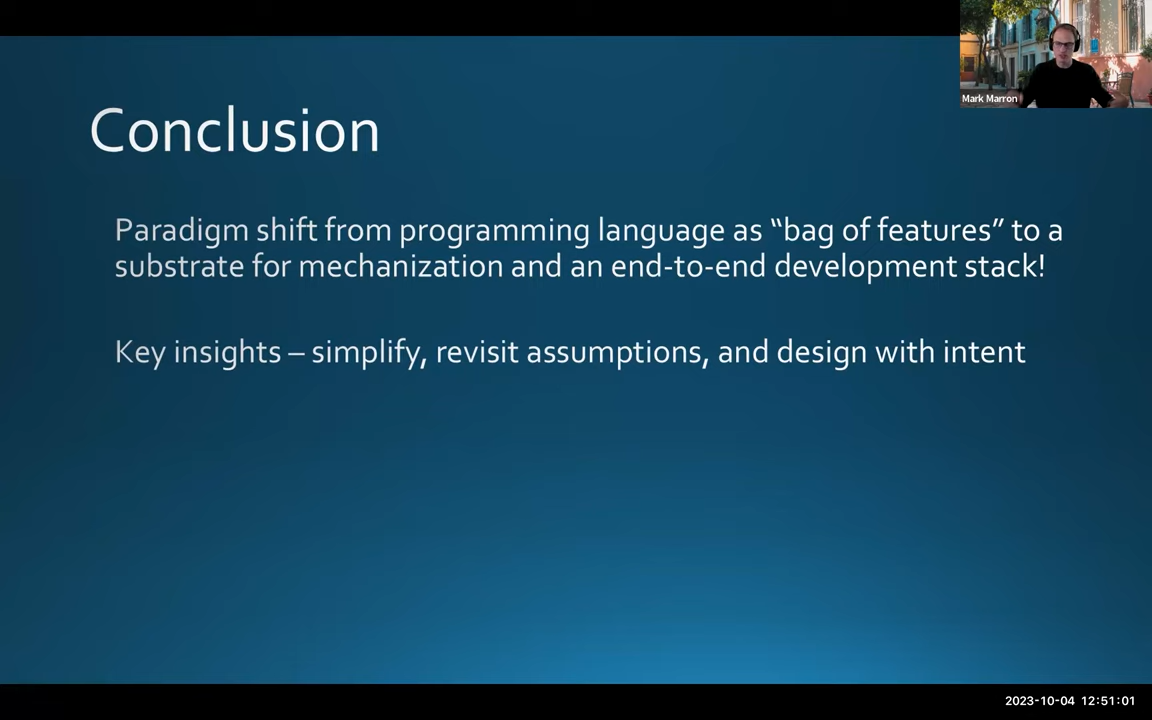 Mark Marron
Conclusion
Paradigm shift from programming language as “bag of features” to a
substrate for mechanization and an end-to-end development stack!
Key insights – simplify, revisit assumptions, and design with intent
2023-10-04 12:51:01